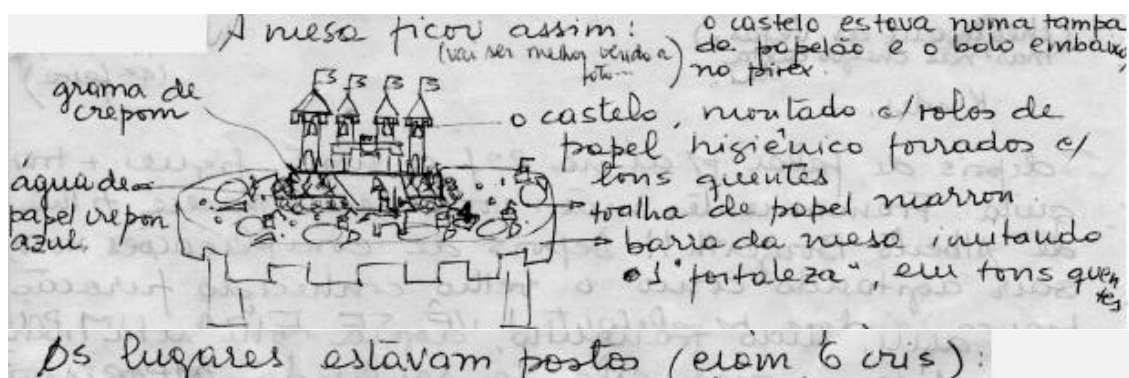 A mesa ficou assim:
(vai ser melhor vendo a
foto...)
o castelo estava numa tampa
de papelão e o bolo embaixo,
no pirex.
grama de
crepom
água de
papel crepon
azul
o castelo, montado c/rolos de
papel higiênico forrados c/
tons quentes
toalha de papel marron
barra da mesa imitando
"fortaleza", em tons quentes
Os lugares estavam postos (eram 6 cris):